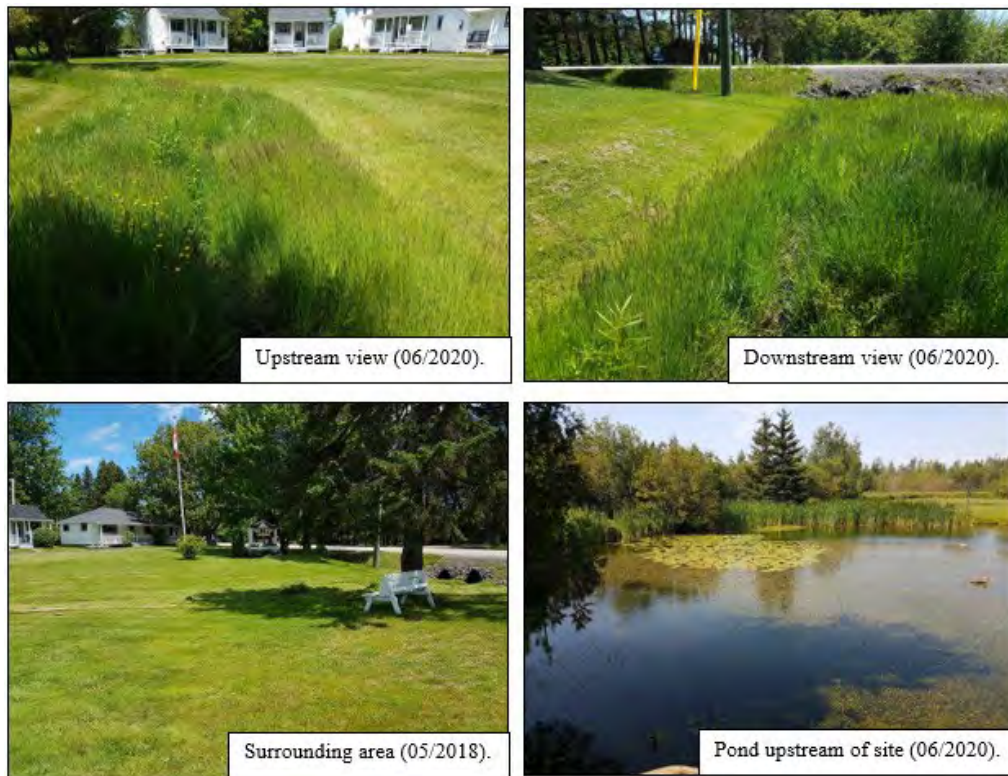 Upstream view (06/2020).
Downstream view (06/2020).
Surrounding area (05/2018).
Pond upstream of site (06/2020).